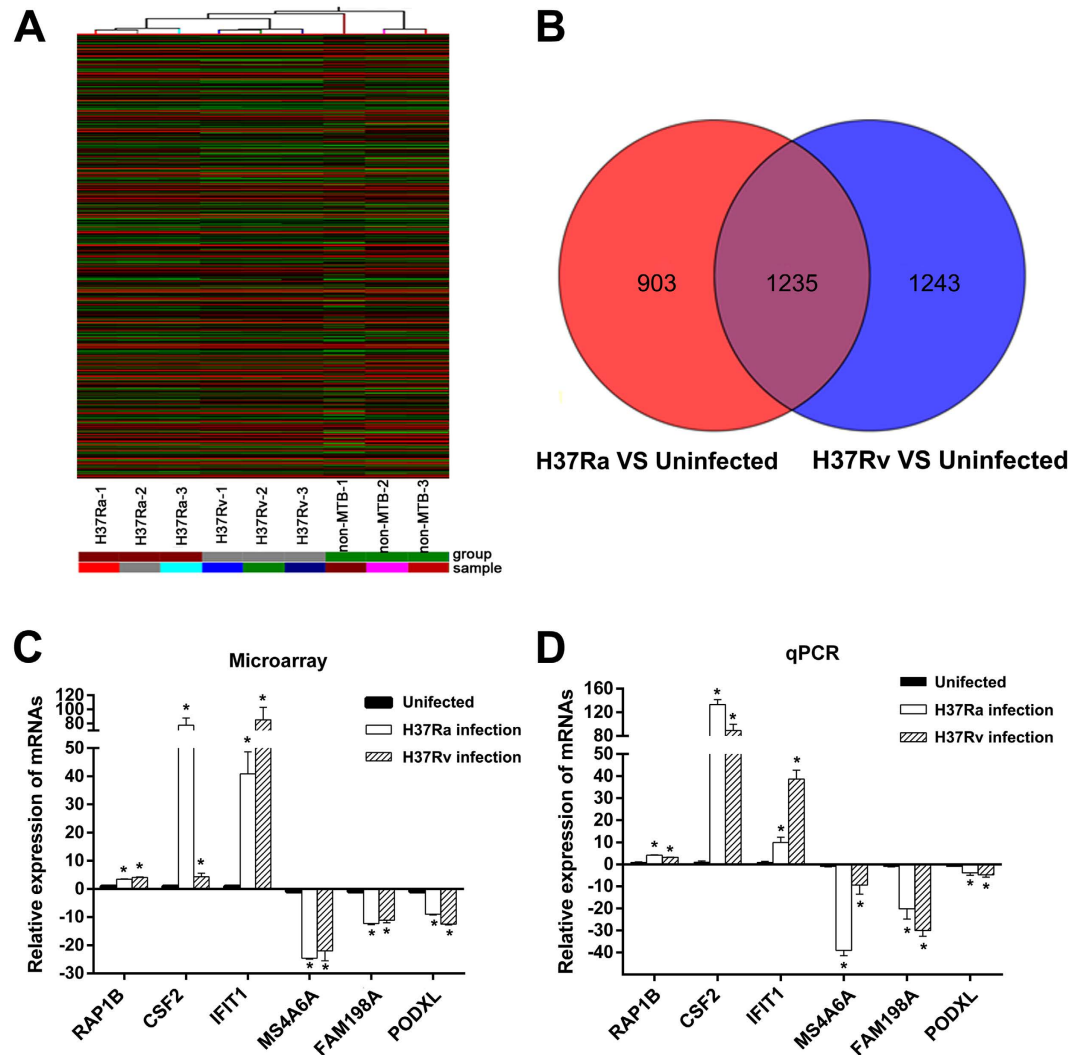 A
H37Ra-1
H37Ra-2
H37Ra-3
H37Rv-1
H37Rv-2
H37Rv-3
non-MTB-1
non-MTB-2
non-MTB-3
group
sample
B
903
1235
1243
H37Ra VS Uninfected
H37Rv VS Uninfected
C
Microarray
Relative expression of mRNAs
120
100
80
50
40
30
20
10
0
-10
-20
-30
Unifected
H37Ra infection
H37Rv infection
* * * * * * * * * * * *
RAP1B
CSF2
IFIT1
MS4A6A
FAM198A
PODXL
D
qPCR
Relative expression of mRNAs
160
120
80
40
30
20
10
0
-10
-20
-30
-40
Unifected
H37Ra infection
H37Rv infection
* * * * * * * * * * * *
RAP1B
CSF2
IFIT1
MS4A6A
FAM198A
PODXL